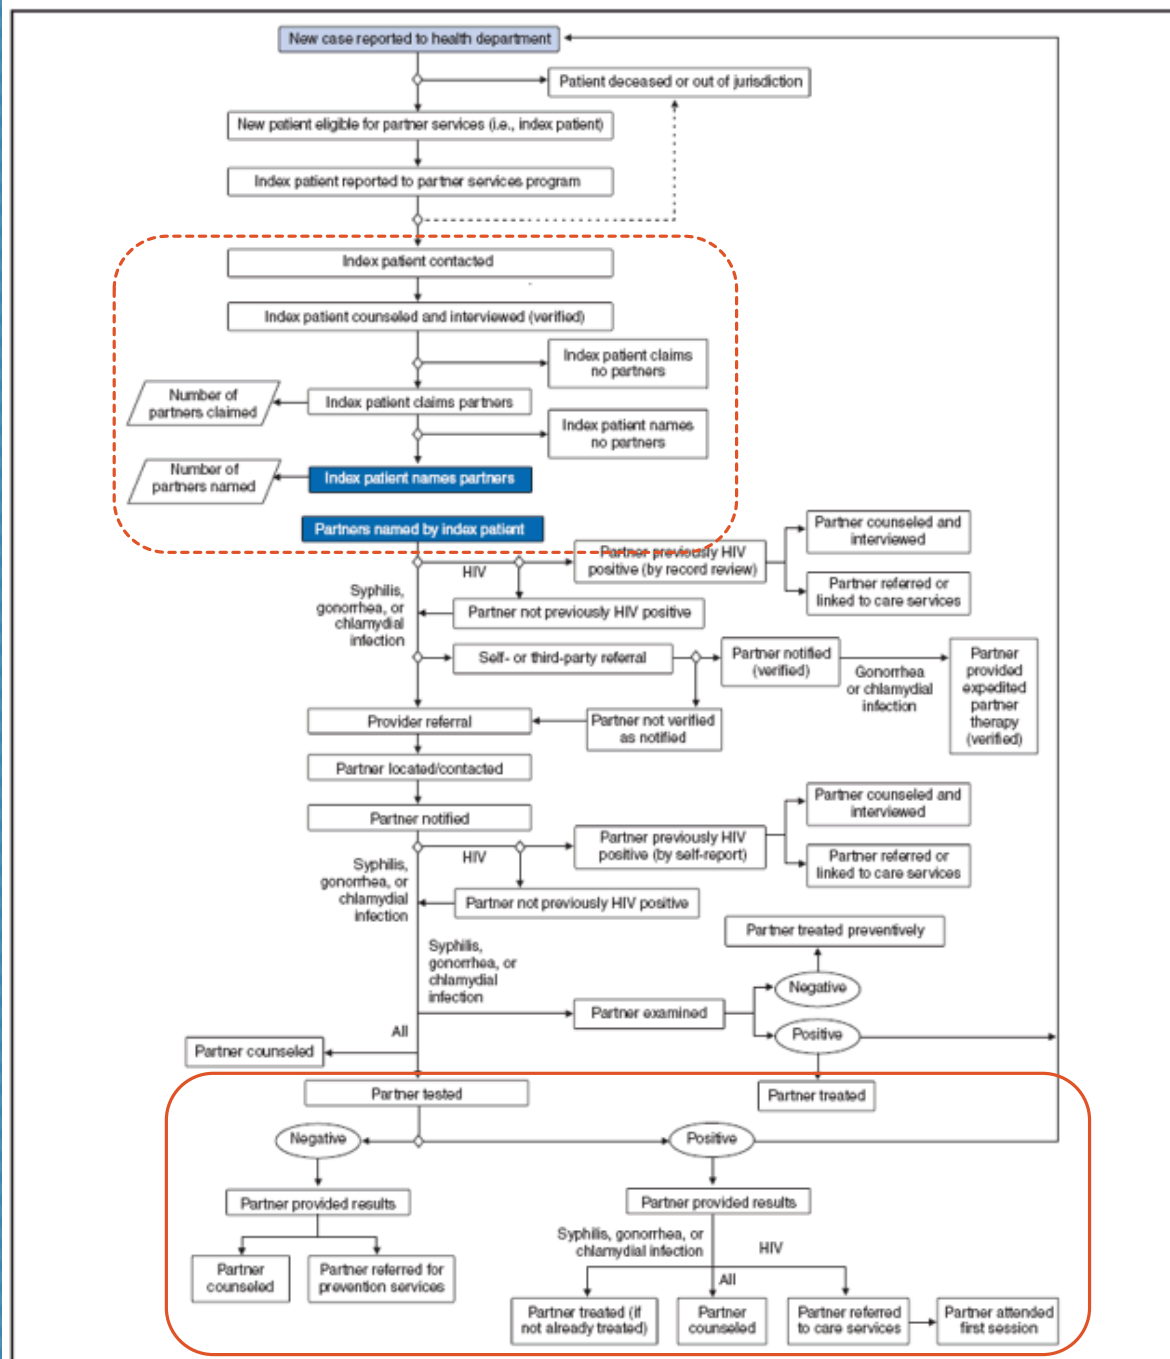 New case reported to health department
Patient deceased or out of jurisdiction
New patient eligible for partner services (i.e., index patient)
Index patient reported to partner services program
Index patient contacted
Index patient counseled and interviewed (verified)
Index patient claims
no partners
Number of
partners claimed
Index patient claims partners
Index patient names
no partners
Number of
partners named
Index patient names partners
Partners named by index patient
Partner previously HIV
positive (by record review)
Partner counseled and
interviewed
Partner referred or
linked to care services
HIV
Syphilis,
gonorrhea, or
chlamydial
infection
Partner not previously HIV positive
Self- or third-party referral
Partner notified
(verified)
Gonorrhea
or chlamydial
infection
Partner
provided
expedited
partner
therapy
(verified)
Provider referral
Partner not verified
as notified
Partner located/contacted
Partner notified
Partner previously HIV
positive (by self-report)
Partner counseled and
interviewed
Partner referred or
linked to care services
HIV
Syphilis,
gonorrhea, or
chlamydial
infection
Partner not previously HIV positive
Syphilis,
gonorrhea, or
chlamydial
infection
Partner treated preventively
Negative
Partner examined
Positive
All
Partner counseled
Partner treated
Partner tested
Negative
Positive
Partner provided results
Partner provided results
Syphilis, gonorrhea, or
chlamydial infection
HIV
All
Partner
counseled
Partner referred for
prevention services
Partner treated (if
not already treated)
Partner
counseled
Partner referred
to care services
Partner attended
first session